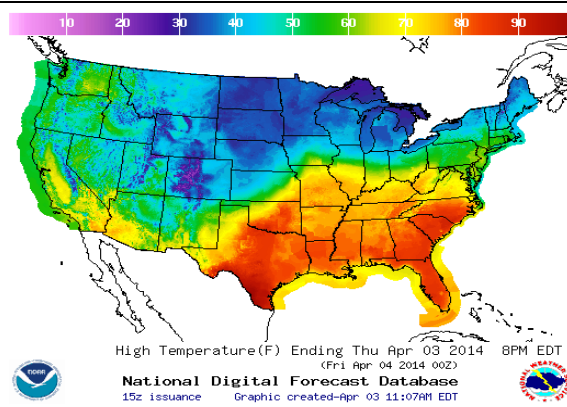 10 20 30 40 50 60 70 80 90
High Temperature(F) Ending Thu Apr 03 2014 8PM EDT
(Fri Apr 04 2014 00Z)
National Digital Forecast Database
15z issuance Graphic created-Apr 03 11:07AM EDT
noaa